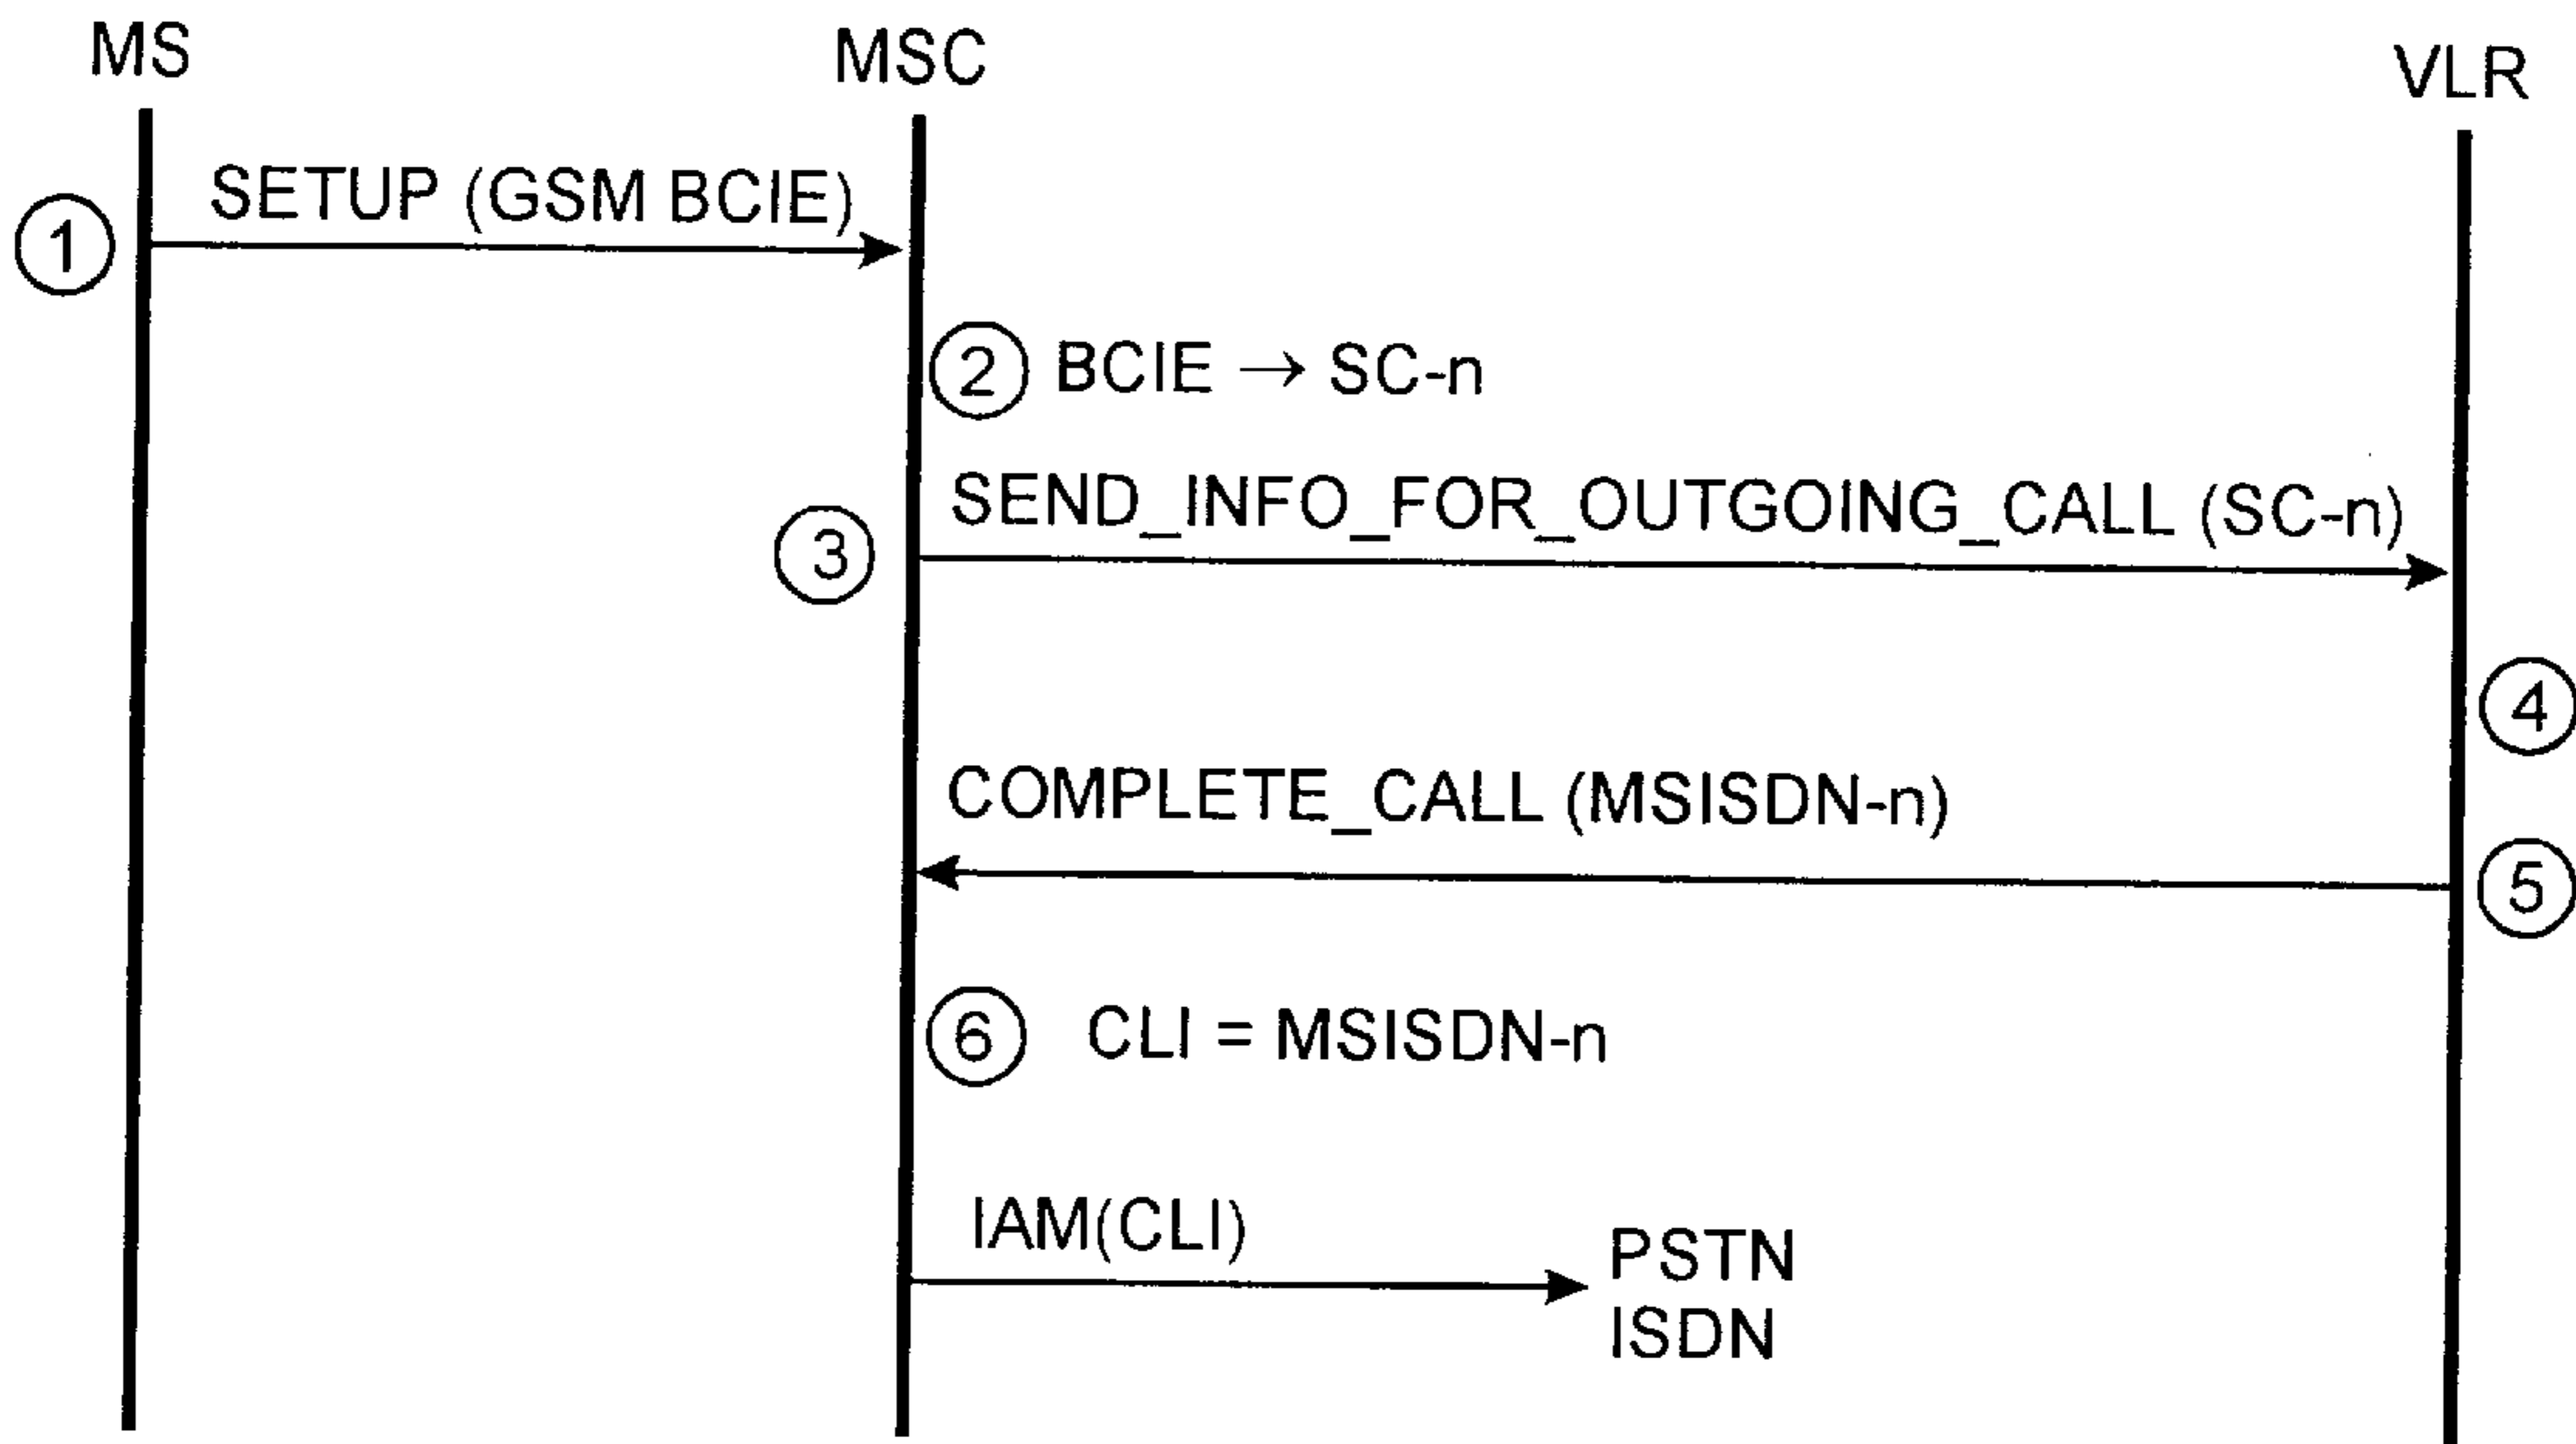 MS
MSC
VLR
SETUP (GSM BCIE)
1
2 BCIE → SC-n
SEND_INFO_FOR_OUTGOING_CALL (SC-n)
3
4
COMPLETE_CALL (MSISDN-n)
5
6 CLI = MSISDN-n
IAM(CLI)
PSTN
ISDN